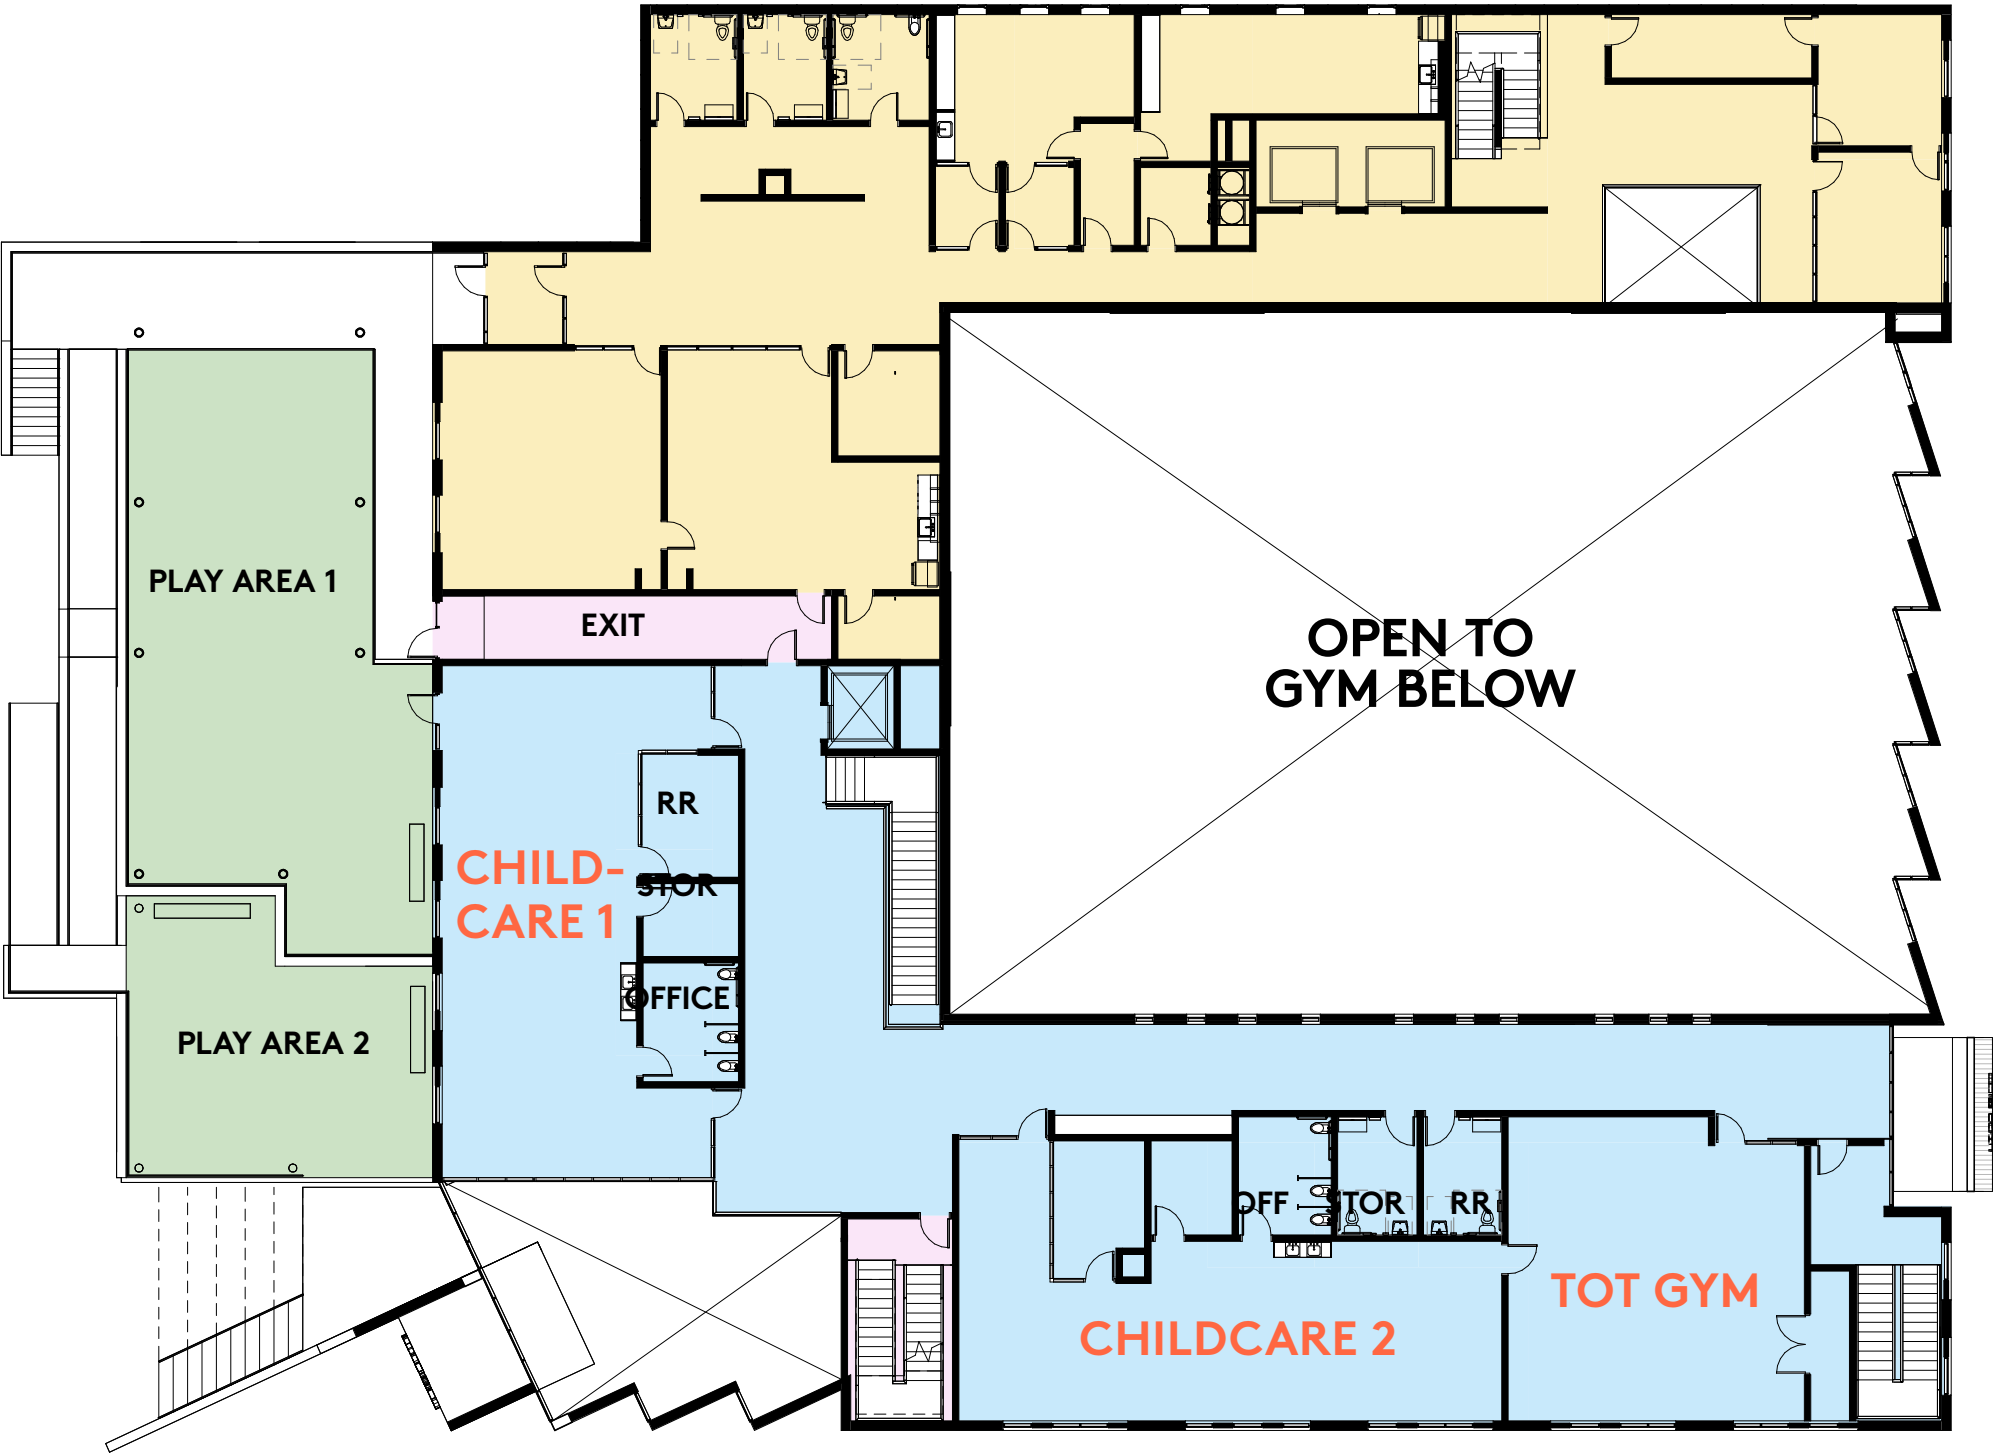 PLAY AREA 1
EXIT
OPEN TO
GYM BELOW
RR
CHILD-
CARE 1
STOR
OFFICE
PLAY AREA 2
OFF
STOR
RR
TOT GYM
CHILDCARE 2